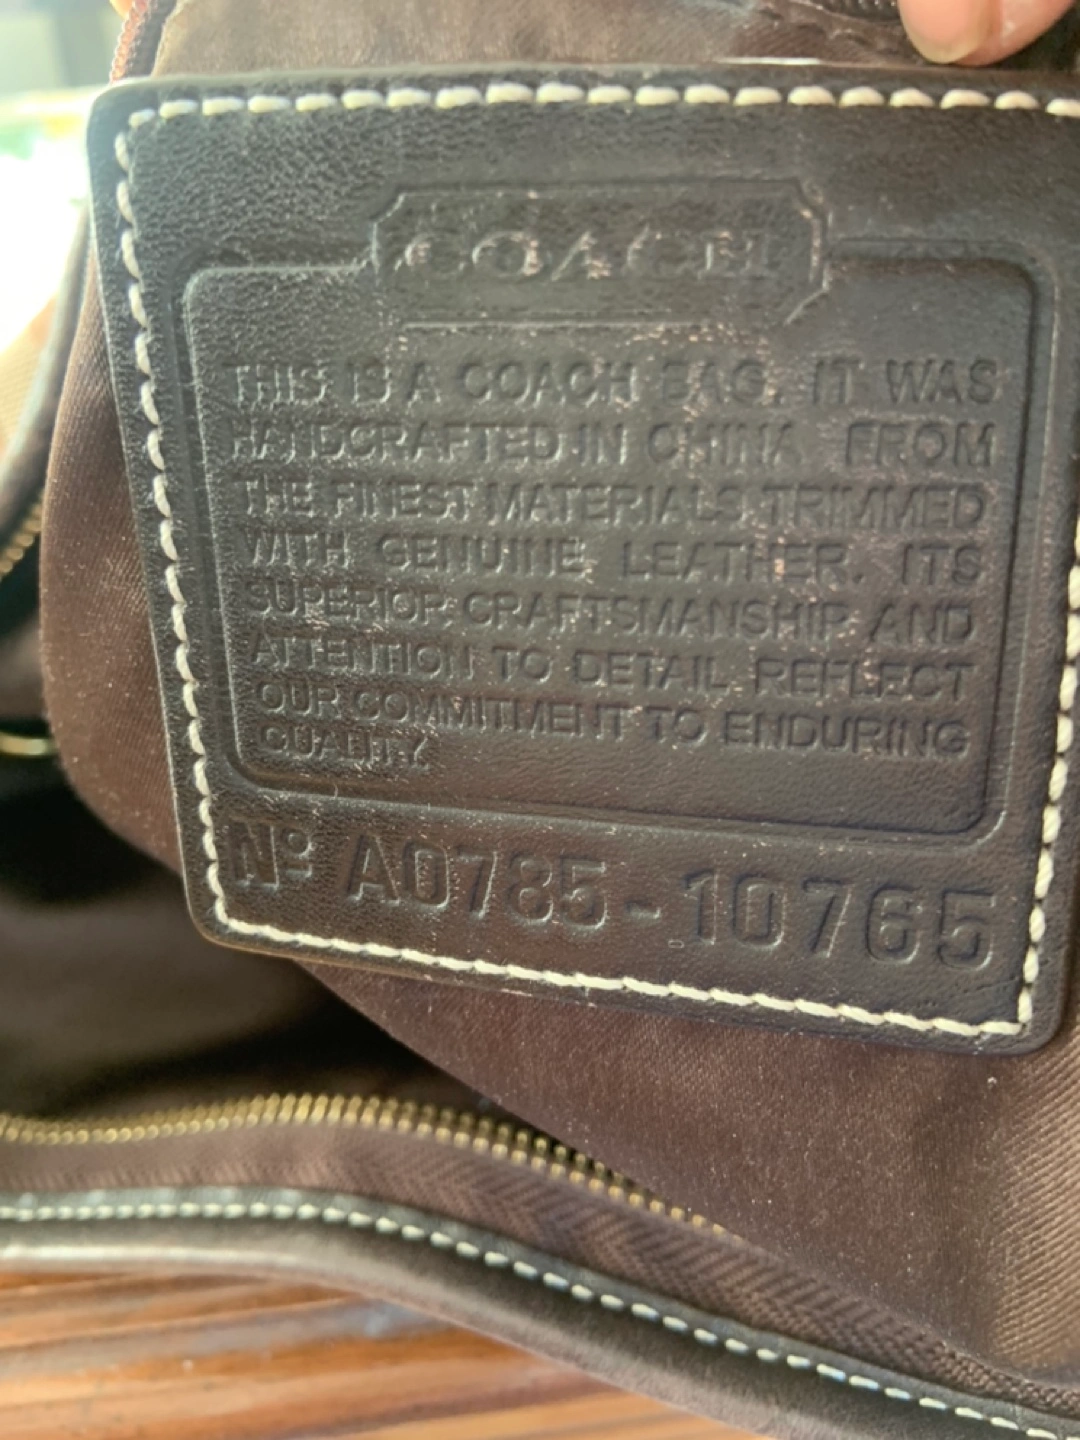 COACH
THIS IS A COACH BAG. IT WAS
HANDCRAFTED IN CHINA FROM
THE FINEST MATERIALS TRIMMED
WITH GENUINE LEATHER. ITS
SUPERIOR CRAFTSMANSHIP AND
ATTENTION TO DETAIL REFLECT
OUR COMMITMENT TO ENDURING
QUALITY.
Nº A0785-10765